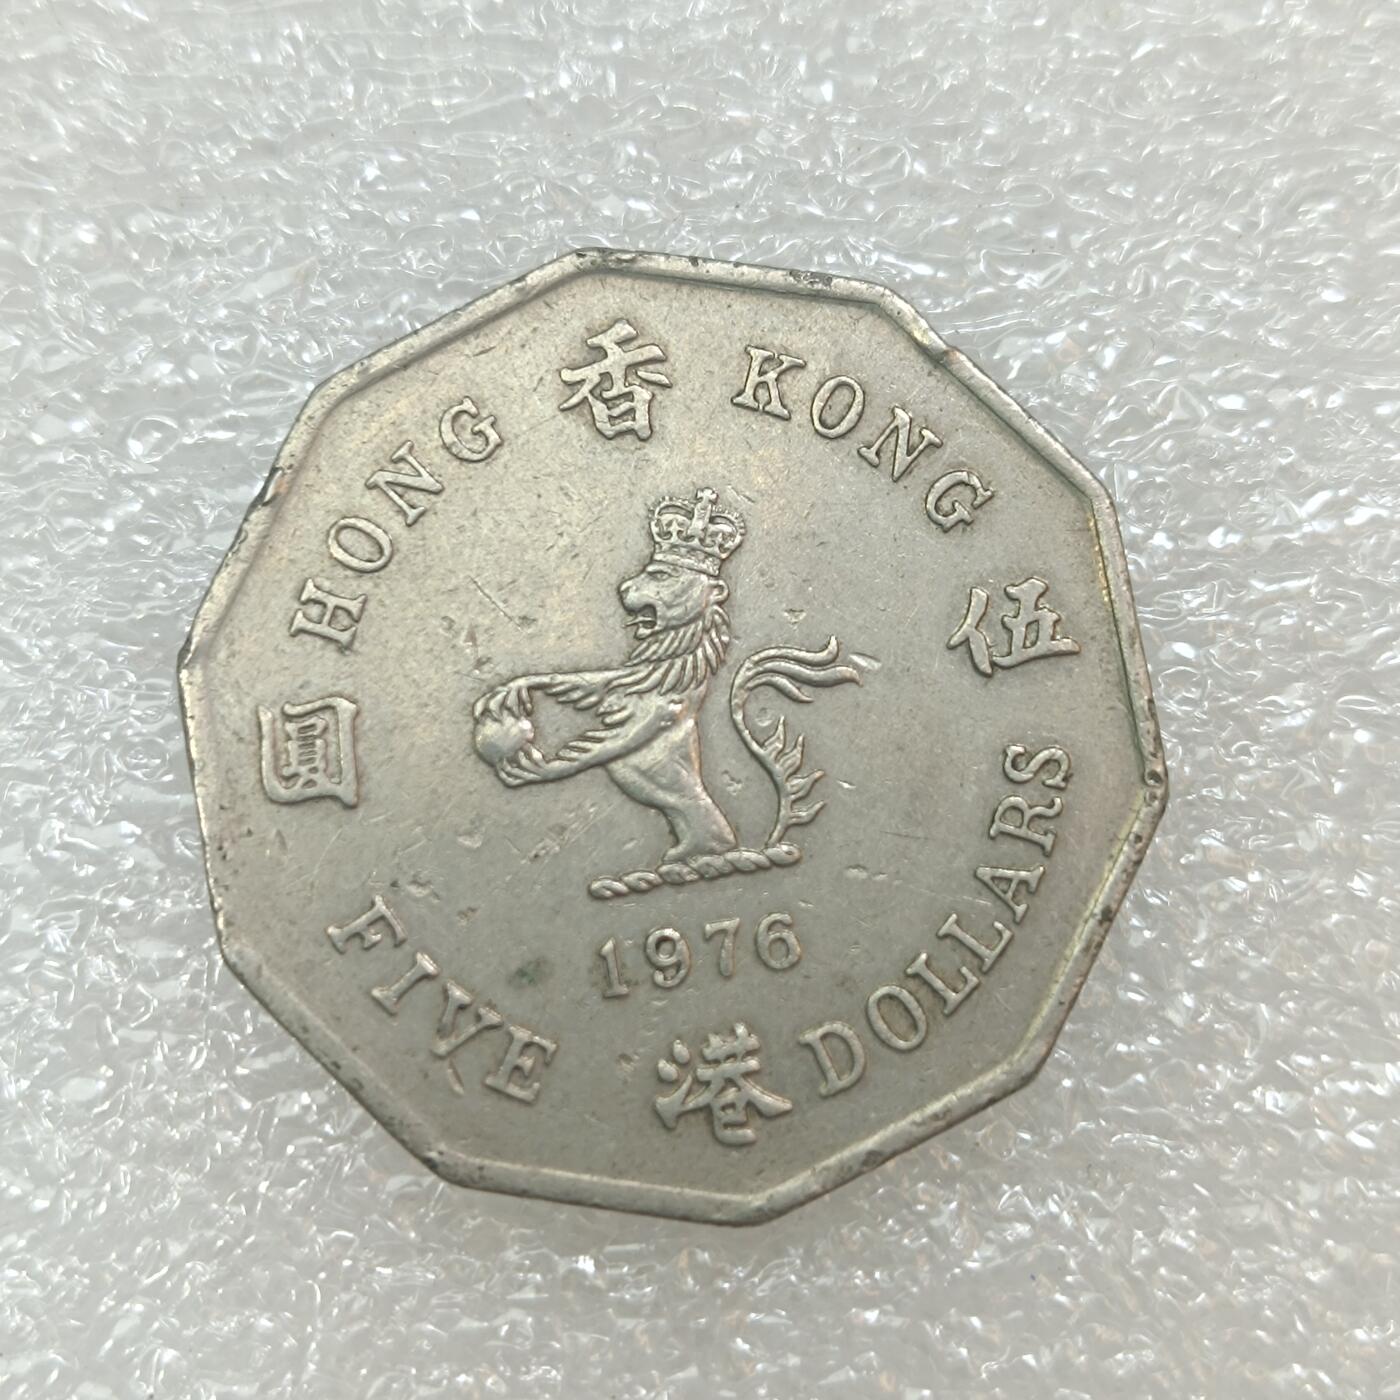 HONG KONG
香港
伍圓
1976
FIVE DOLLARS